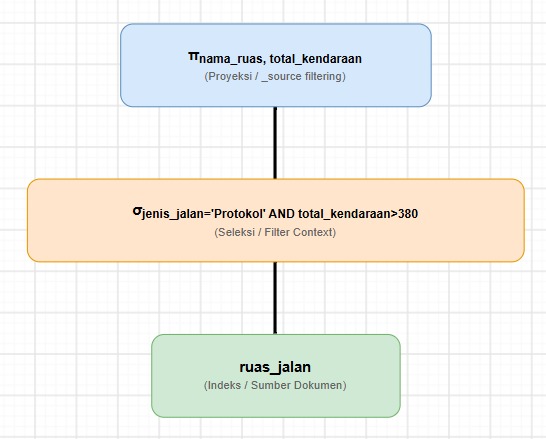 πnama_ruas, total_kendaraan
(Proyeksi / _source filtering)
σjenis_jalan='Protokol' AND total_kendaraan>380
(Seleksi / Filter Context)
ruas_jalan
(Indeks / Sumber Dokumen)